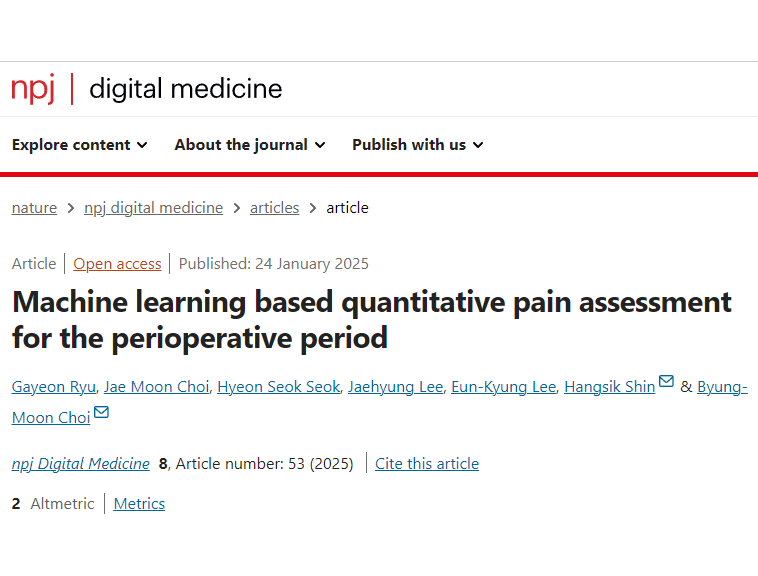 npj | digital medicine
Explore content About the journal Publish with us
nature > npj digital medicine > articles > article
Article | Open access | Published: 24 January 2025
Machine learning based quantitative pain assessment
for the perioperative period
Gayeon Ryu, Jae Moon Choi, Hyeon Seok Seok, Jaehyung Lee, Eun-Kyung Lee, Hangsik Shin & Byung-
Moon Choi
npj Digital Medicine 8, Article number: 53 (2025) | Cite this article
2 Altmetric | Metrics